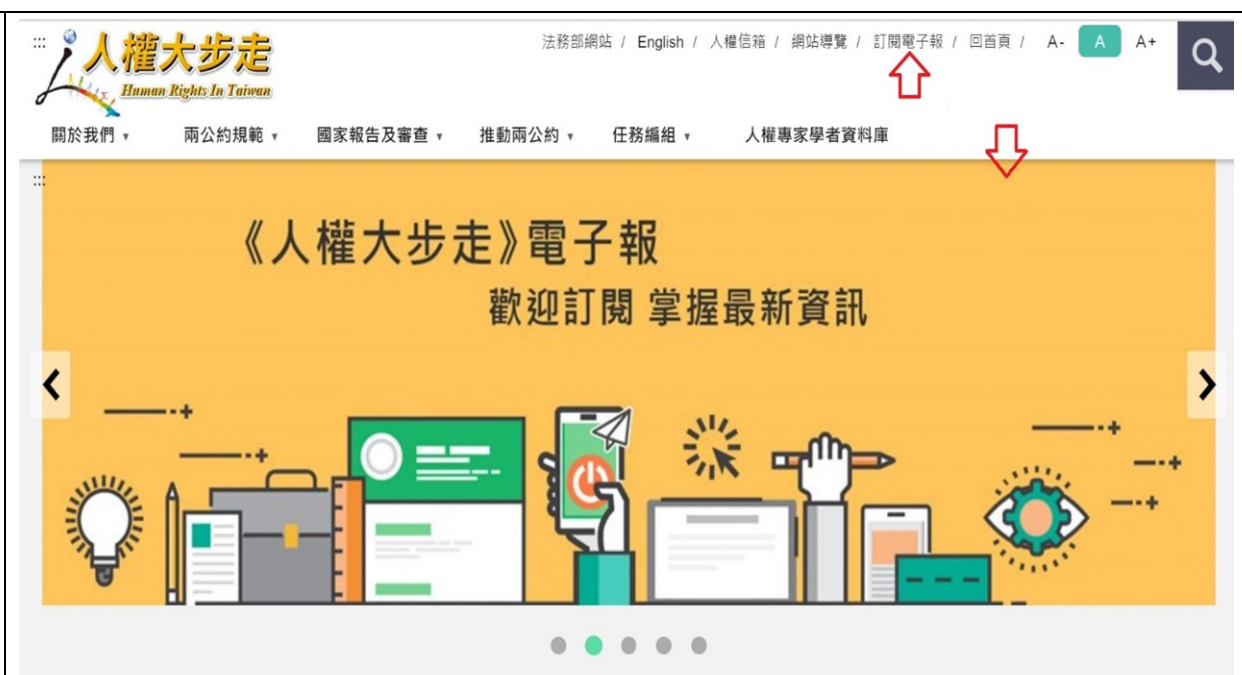 人權大步走
Human Rights In Taiwan
法務部網站 / English / 人權信箱 / 網站導覽 / 訂閱電子報 / 回首頁 / A- A A+
關於我們 兩公約規範 國家報告及審查 推動兩公約 任務編組 人權專家學者資料庫
《人權大步走》電子報
歡迎訂閱 掌握最新資訊